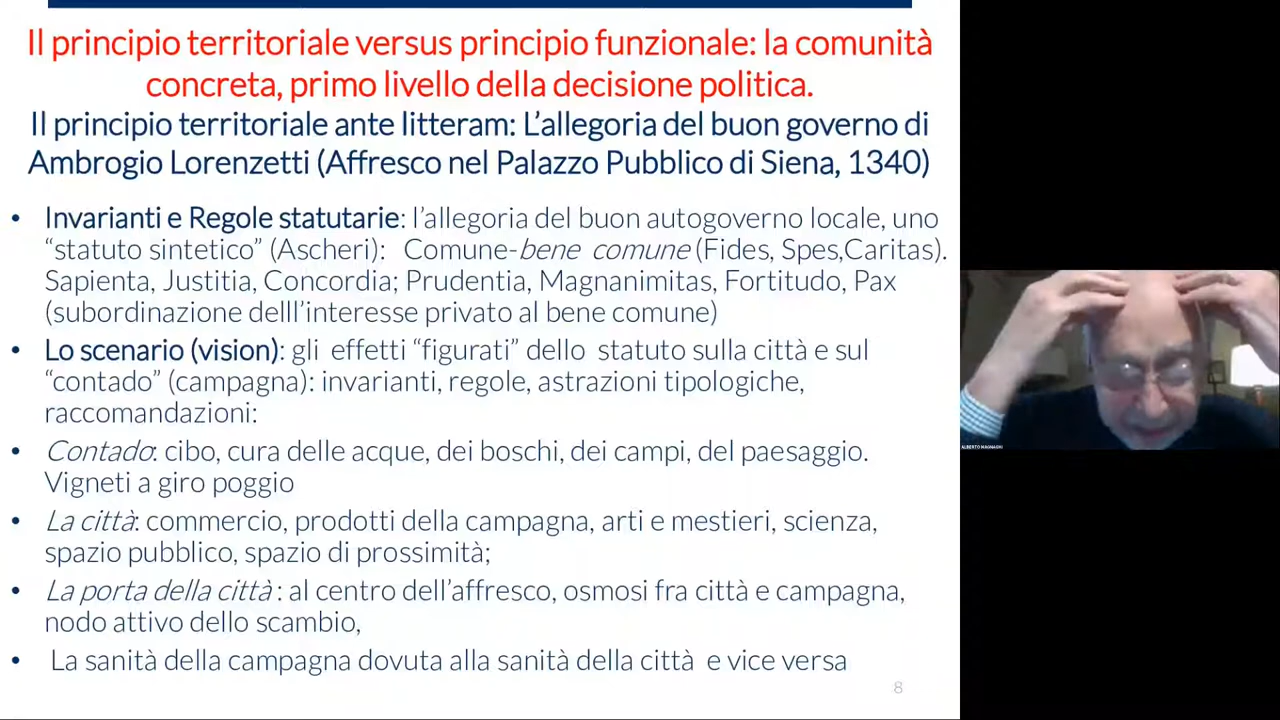 Il principio territoriale versus principio funzionale: la comunità
concreta, primo livello della decisione politica.
Il principio territoriale ante litteram: L'allegoria del buon governo di
Ambrogio Lorenzetti (Affresco nel Palazzo Pubblico di Siena, 1340)
• Invarianti e Regole statutarie: l'allegoria del buon autogoverno locale, uno
“statuto sintetico” (Ascheri): Comune-bene comune (Fides, Spes,Caritas).
Sapienta, Justitia, Concordia; Prudentia, Magnanimitas, Fortitudo, Pax
(subordinazione delll'interesse privato al bene comune)
• Lo scenario (vision): gli effetti “figurati” dello statuto sulla città e sul
“contado” (campagna): invarianti, regole, astrazioni tipologiche,
raccomandazioni:
• Contado: cibo, cura delle acque, dei boschi, dei campi, del paesaggio.
Vigneti a giro poggio
• La città: commercio, prodotti della campagna, arti e mestieri, scienza,
spazio pubblico, spazio di prossimità;
• La porta della città : al centro dell'affresco, osmosi fra città e campagna,
nodo attivo dello scambio,
• La sanità della campagna dovuta alla sanità della città e vice versa
8
ALBERTO MAGNAGHI